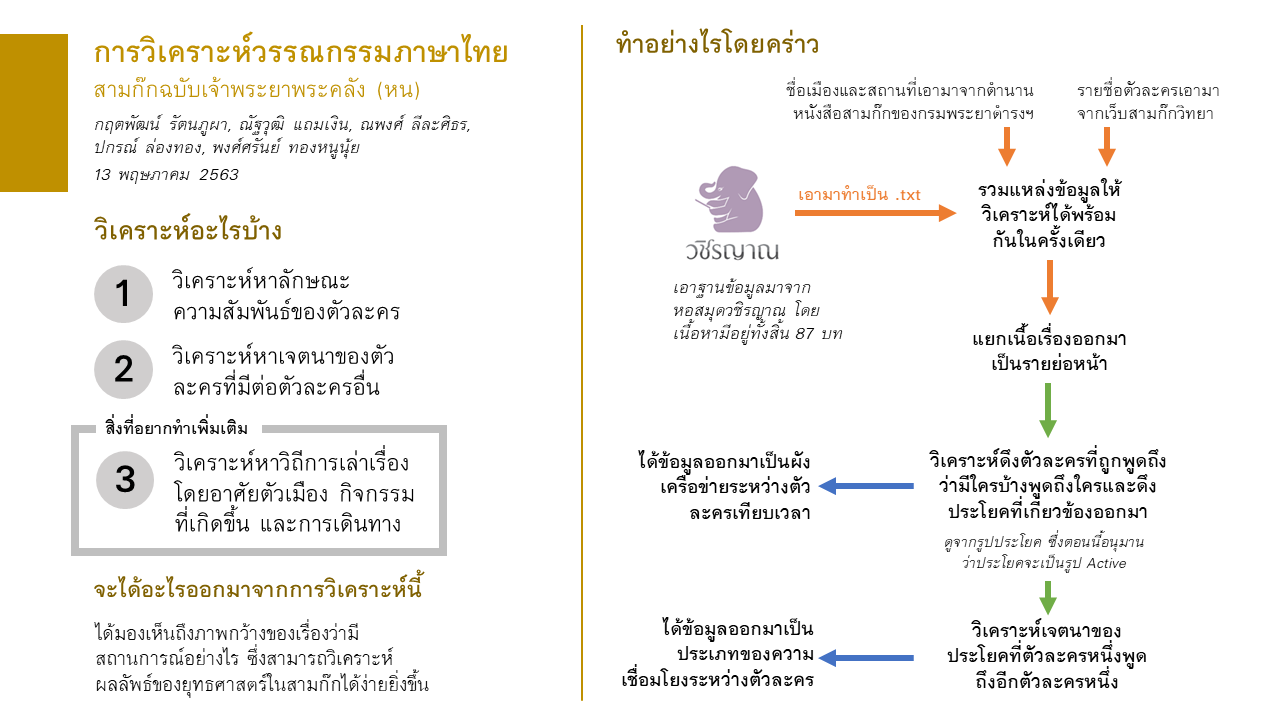 การวิเคราะห์วรรณกรรมภาษาไทย
สามก๊กฉบับเจ้าพระยาพระคลัง (หน)
กฤตพัฒน์ รัตนภูผา, ณัฐวุฒิ แถมเงิน, ณพงศ์ ลีละศิธร,
ปกรณ์ ล่องทอง, พงศ์ศรันย์ ทองหนูนุ้ย
13 พฤษภาคม 2563
วิเคราะห์อะไรบ้าง
1
วิเคราะห์หาลักษณะ
ความสัมพันธ์ของตัวละคร
2
วิเคราะห์หาเจตนาของตัว
ละครที่มีต่อตัวละครอื่น
สิ่งที่อยากทำเพิ่มเติม
3
วิเคราะห์หาวิถีการเล่าเรื่อง
โดยอาศัยตัวเมือง กิจกรรม
ที่เกิดขึ้น และการเดินทาง
จะได้อะไรออกมาจากการวิเคราะห์นี้
ได้มองเห็นถึงภาพกว้างของเรื่องว่ามี
สถานการณ์อย่างไร ซึ่งสามารถวิเคราะห์
ผลลัพธ์ของยุทธศาสตร์ในสามก๊กได้ง่ายยิ่งขึ้น
ทำอย่างไรโดยคร่าว
ชื่อเมืองและสถานที่เอามาจากตำนาน
หนังสือสามก๊กของกรมพระยาดำรงฯ
รายชื่อตัวละครเอามา
จากเว็บสามก๊กวิทยา
วชิรญาณ
เอามาทำเป็น .txt
เอาฐานข้อมูลมาจาก
หอสมุดวชิรญาณ โดย
เนื้อหามีอยู่ทั้งสิ้น 87 บท
รวมแหล่งข้อมูลให้
วิเคราะห์ได้พร้อม
กันในครั้งเดียว
แยกเนื้อเรื่องออกมา
เป็นรายย่อหน้า
วิเคราะห์ดึงตัวละครที่ถูกพูดถึง
ว่ามีใครบ้างพูดถึงใครและดึง
ประโยคที่เกี่ยวข้องออกมา
ดูจากรูปประโยค ซึ่งตอนนี้อนุมาน
ว่าประโยคจะเป็นรูป Active
ได้ข้อมูลออกมาเป็นผัง
เครือข่ายระหว่างตัว
ละครเทียบเวลา
วิเคราะห์เจตนาของ
ประโยคที่ตัวละครหนึ่งพูด
ถึงอีกตัวละครหนึ่ง
ได้ข้อมูลออกมาเป็น
ประเภทของความ
เชื่อมโยงระหว่างตัวละคร